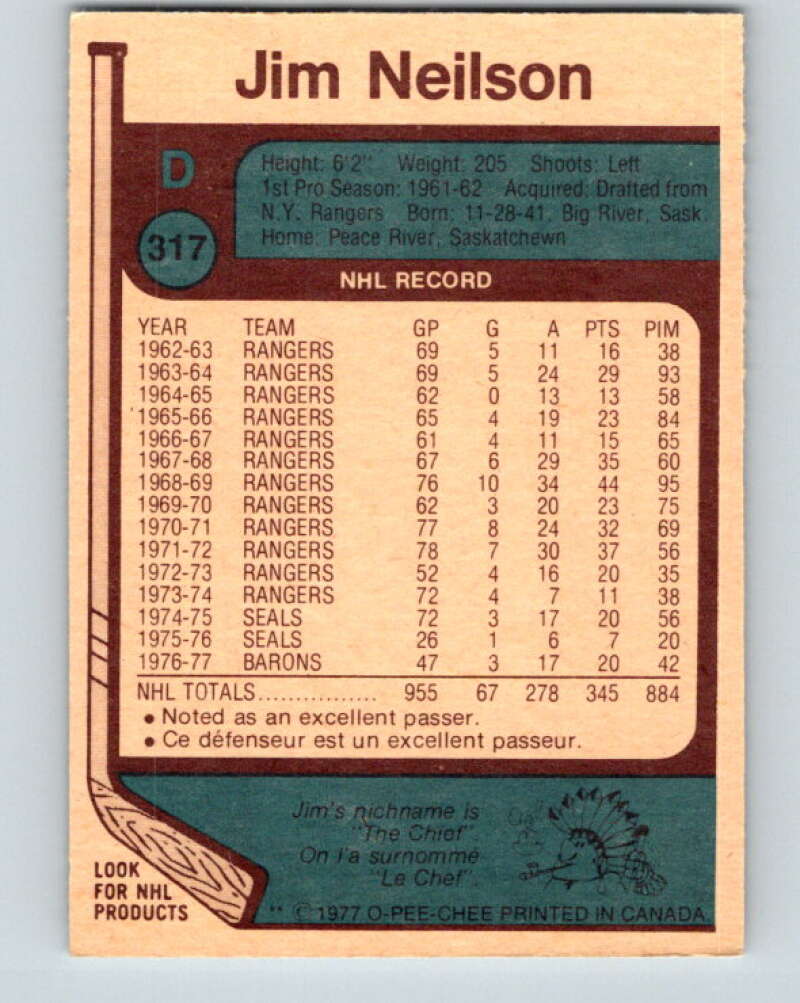 Jim Neilson
D
317
Height: 6'2" Weight: 205 Shoots: Left
1st Pro Season: 1961-62 Acquired: Drafted from
N.Y. Rangers Born: 11-28-41, Big River, Sask.
Home: Peace River, Saskatchewn
NHL RECORD
YEAR TEAM GP G A PTS PIM
1962-63 RANGERS 69 5 11 16 38
1963-64 RANGERS 69 5 24 29 93
1964-65 RANGERS 62 0 13 13 58
1965-66 RANGERS 65 4 19 23 84
1966-67 RANGERS 61 4 11 15 65
1967-68 RANGERS 67 6 29 35 60
1968-69 RANGERS 76 10 34 44 95
1969-70 RANGERS 62 3 20 23 75
1970-71 RANGERS 77 8 24 32 69
1971-72 RANGERS 78 7 30 37 56
1972-73 RANGERS 52 4 16 20 35
1973-74 RANGERS 72 4 7 11 38
1974-75 SEALS 72 3 17 20 56
1975-76 SEALS 26 1 6 7 20
1976-77 BARONS 47 3 17 20 42
NHL TOTALS................ 955 67 278 345 884
• Noted as an excellent passer.
• Ce défenseur est un excellent passeur.
Jim's nichname is
"The Chief".
On l'a surnommé
"Le Chef".
LOOK
FOR NHL
PRODUCTS
** © 1977 O-PEE-CHEE PRINTED IN CANADA